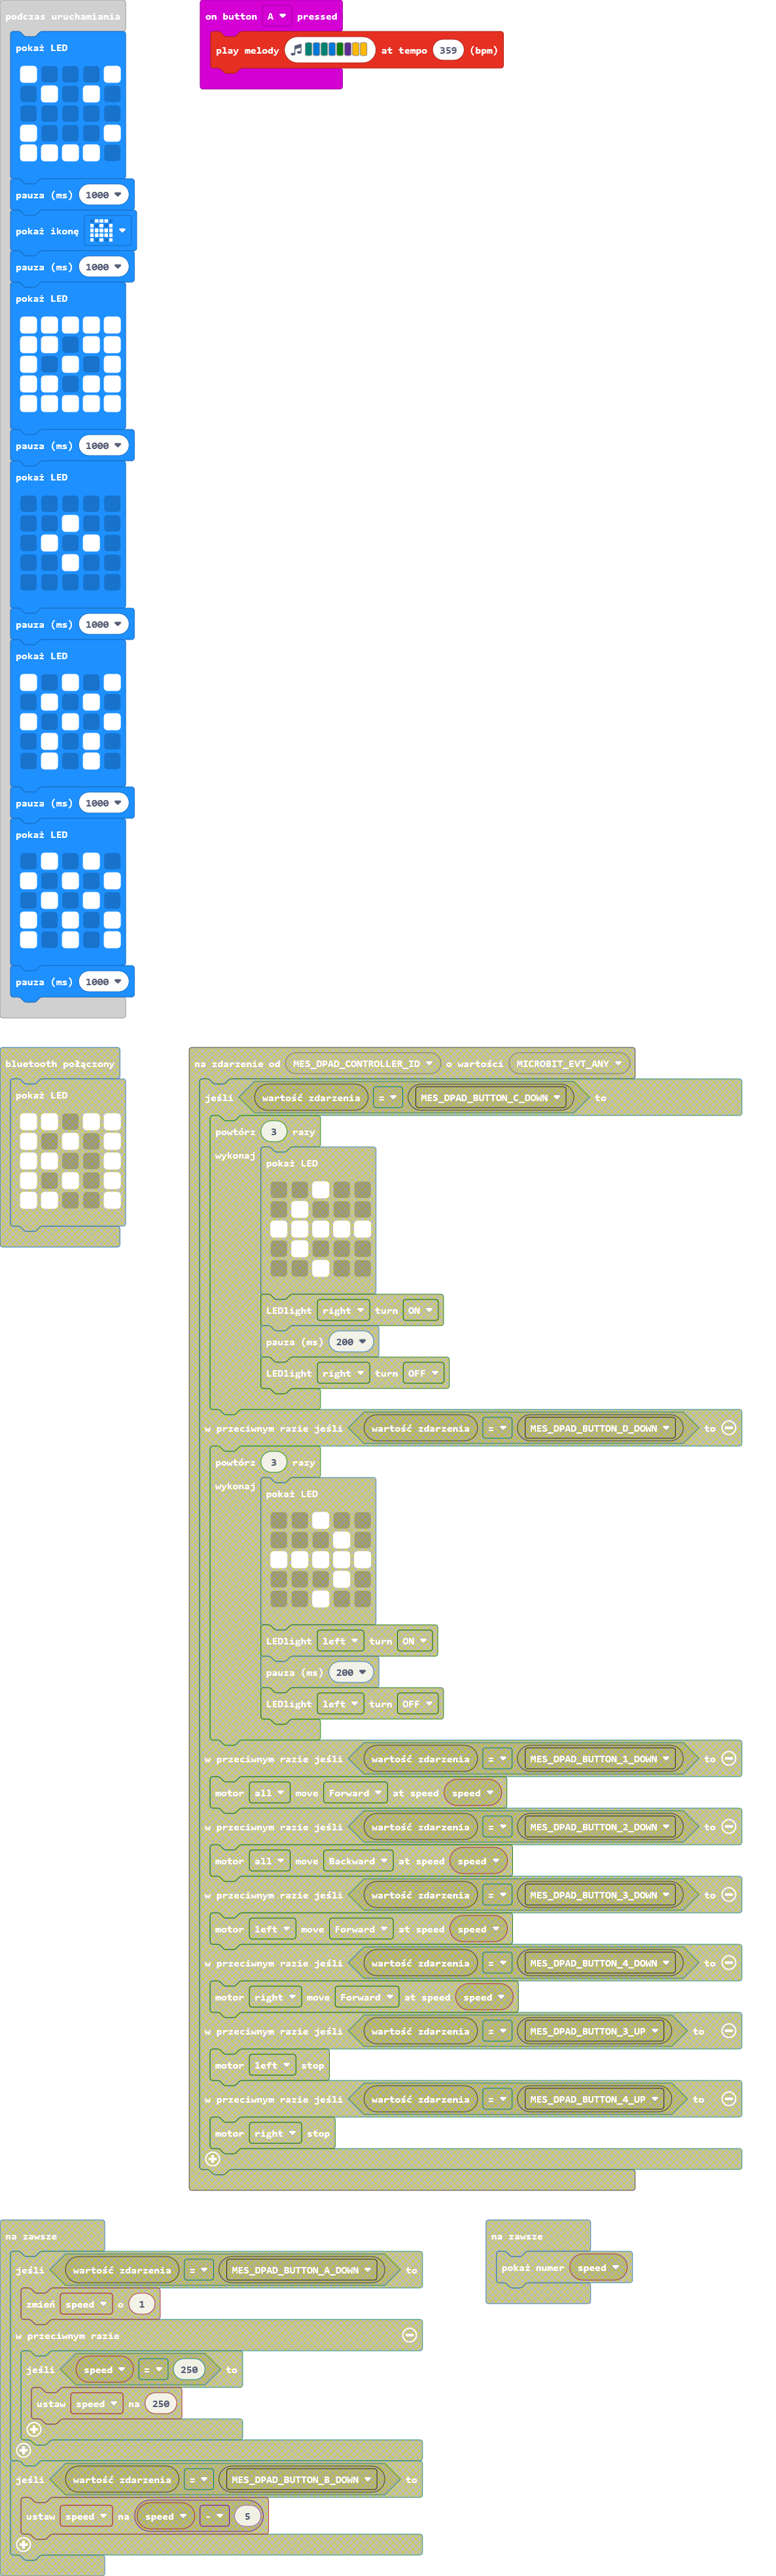 podczas uruchamiania
pokaż LED
pauza (ms) 1000
pokaż ikonę
pauza (ms) 1000
pokaż LED
pauza (ms) 1000
pokaż LED
pauza (ms) 1000
pokaż LED
pauza (ms) 1000
pokaż LED
pauza (ms) 1000
on button A pressed
play melody at tempo 359 (bpm)
bluetooth połączony
pokaż LED
na zdarzenie od MES_DPAD_CONTROLLER_ID o wartości MICROBIT_EVT_ANY
jeśli wartość zdarzenia = MES_DPAD_BUTTON_C_DOWN to
powtórz 3 razy
wykonaj
pokaż LED
LEDlight right turn ON
pauza (ms) 200
LEDlight right turn OFF
w przeciwnym razie jeśli wartość zdarzenia = MES_DPAD_BUTTON_D_DOWN to
powtórz 3 razy
wykonaj
pokaż LED
LEDlight left turn ON
pauza (ms) 200
LEDlight left turn OFF
w przeciwnym razie jeśli wartość zdarzenia = MES_DPAD_BUTTON_1_DOWN to
motor all move Forward at speed speed
w przeciwnym razie jeśli wartość zdarzenia = MES_DPAD_BUTTON_2_DOWN to
motor all move Backward at speed speed
w przeciwnym razie jeśli wartość zdarzenia = MES_DPAD_BUTTON_3_DOWN to
motor left move Forward at speed speed
w przeciwnym razie jeśli wartość zdarzenia = MES_DPAD_BUTTON_4_DOWN to
motor right move Forward at speed speed
w przeciwnym razie jeśli wartość zdarzenia = MES_DPAD_BUTTON_3_UP to
motor left stop
w przeciwnym razie jeśli wartość zdarzenia = MES_DPAD_BUTTON_4_UP to
motor right stop
na zawsze
jeśli wartość zdarzenia = MES_DPAD_BUTTON_A_DOWN to
zmień speed o 1
w przeciwnym razie
jeśli speed = 250 to
ustaw speed na 250
jeśli wartość zdarzenia = MES_DPAD_BUTTON_B_DOWN to
ustaw speed na speed - 5
na zawsze
pokaż numer speed